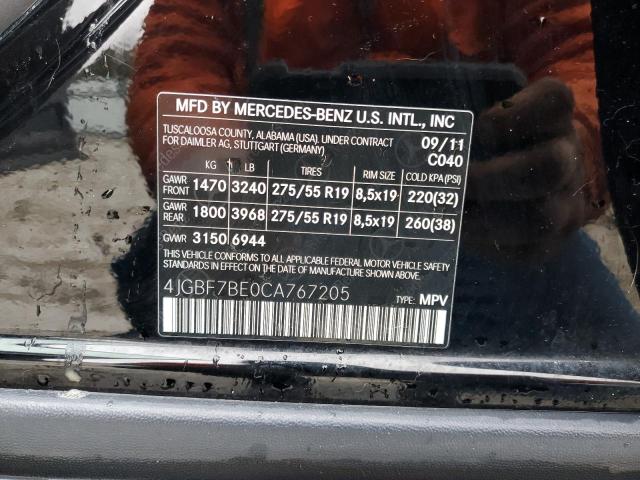 MFD BY MERCEDES-BENZ U.S. INTL., INC
TUSCALOOSA COUNTY, ALABAMA (USA), UNDER CONTRACT 09/11
FOR DAIMLER AG, STUTTGART (GERMANY) C040
KG LB TIRES RIM SIZE COLD KPA (PSI)
GAWR FRONT 1470 3240 275/55 R19 8,5x19 220(32)
GAWR REAR 1800 3968 275/55 R19 8,5x19 260(38)
GVWR 3150 6944
THIS VEHICLE CONFORMS TO ALL APPLICABLE FEDERAL MOTOR VEHICLE SAFETY
STANDARDS IN EFFECT ON THE DATE OF MANUFACTURE SHOWN ABOVE.
4JGBF7BE0CA767205 TYPE: MPV